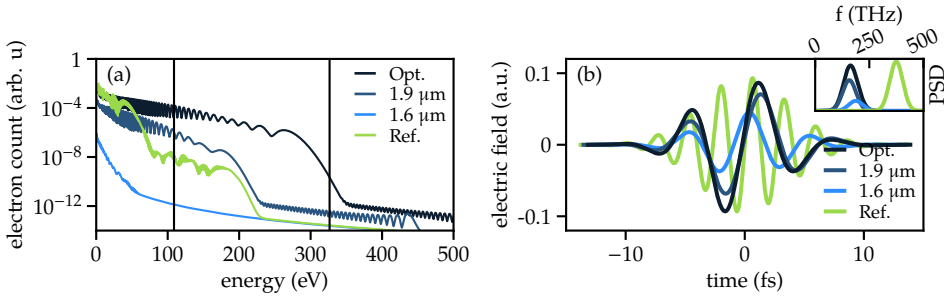 (a)
electron count (arb. u)
1
10⁻⁴
10⁻⁸
10⁻¹²
Opt.
1.9 µm
1.6 µm
Ref.
0 100 200 300 400 500
energy (eV)
(b)
electric field (a.u.)
0.1
0
−0.1
f (THz)
0 250 500
PSD
Opt.
1.9 µm
1.6 µm
Ref.
−10 0 10
time (fs)